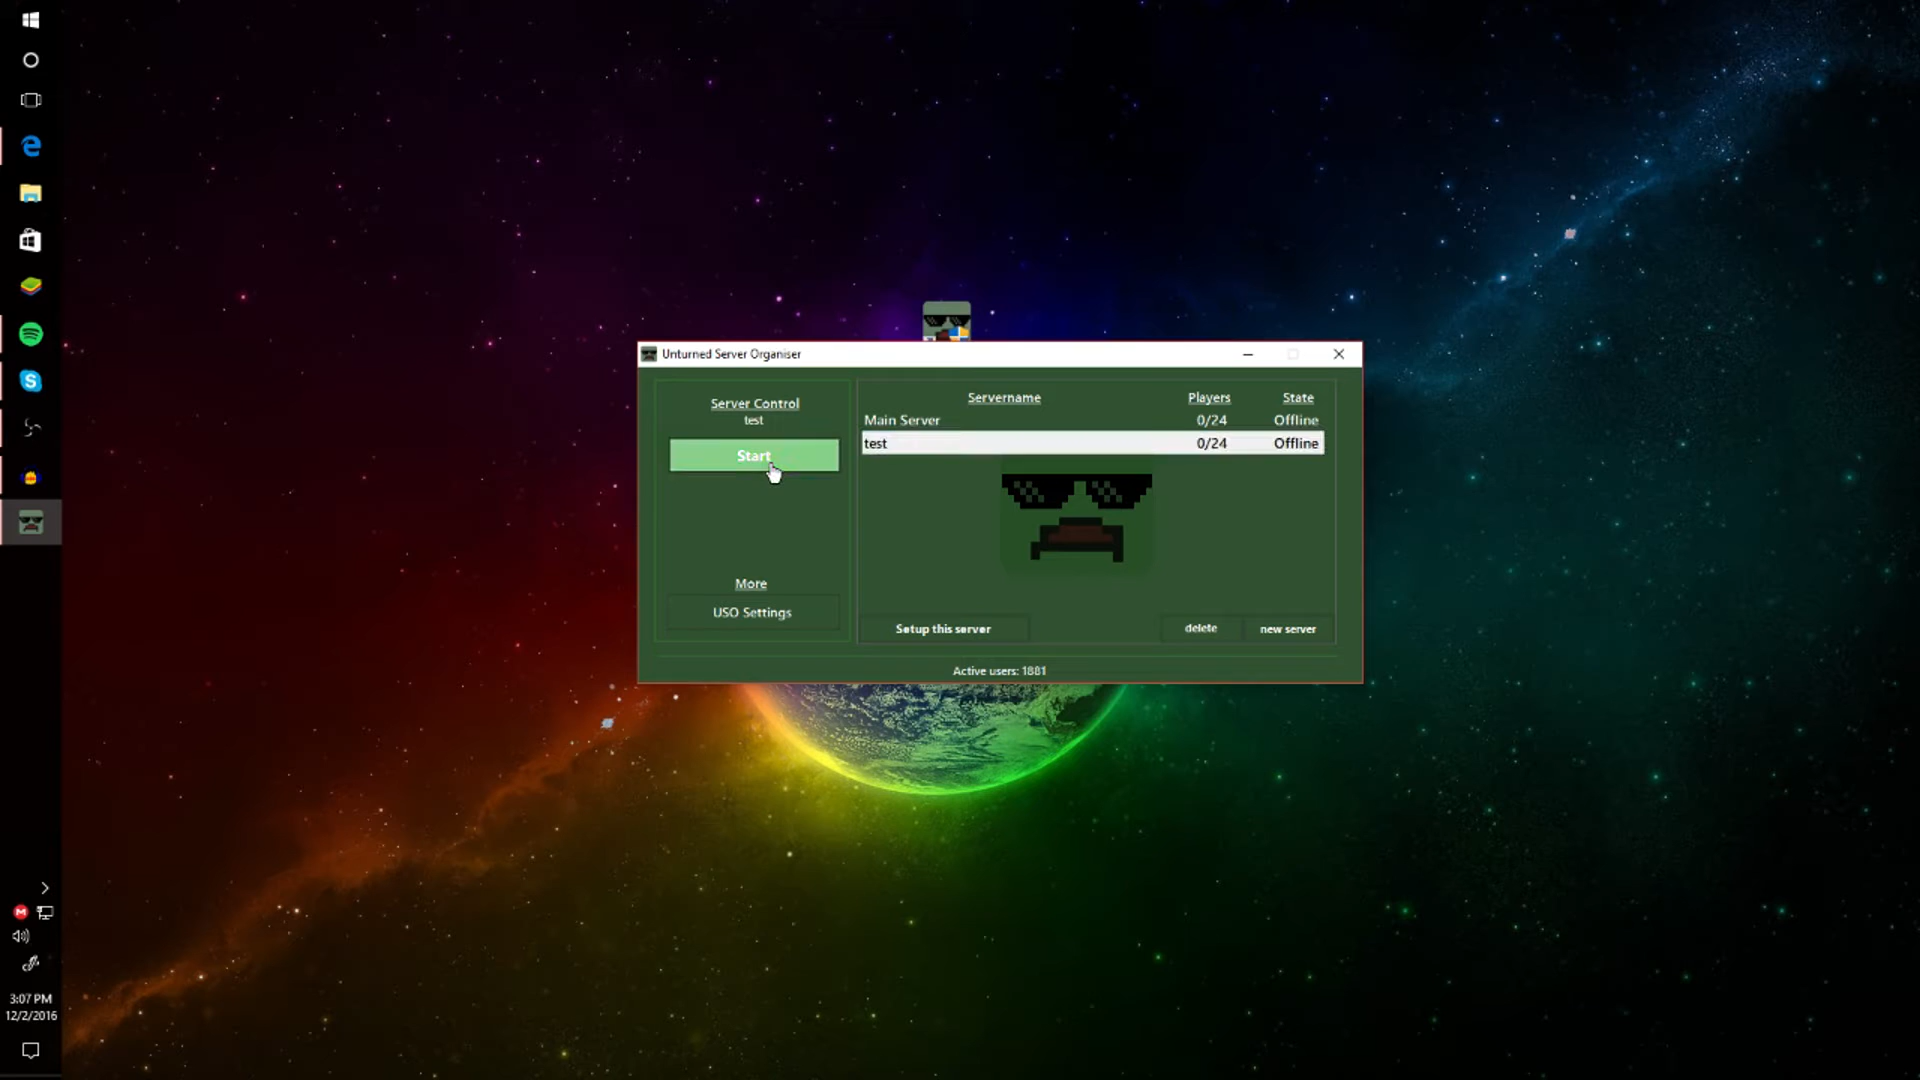 Unturned Server Organiser
Server Control
test
Start
More
USO Settings
Servername Players State
Main Server 0/24 Offline
test 0/24 Offline
Setup this server delete new server
Active users: 1881
3:07 PM
12/2/2016